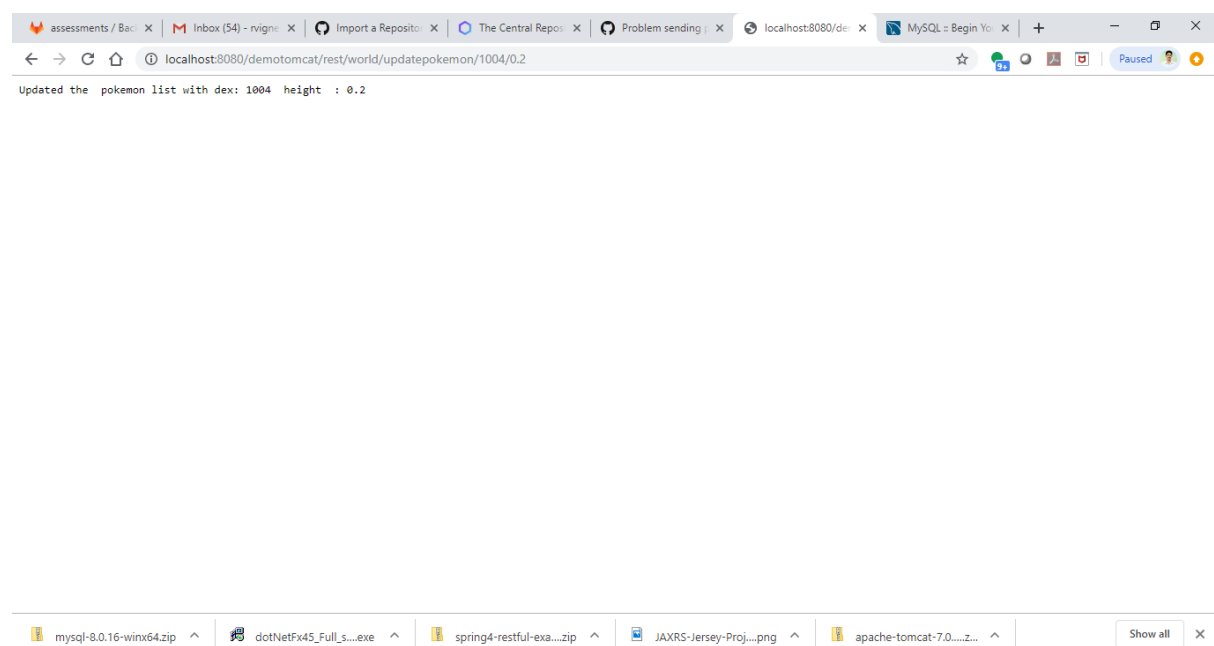 assessments / Bac
Inbox (54) - rvigne
Import a Reposito
The Central Repos
Problem sending p
localhost:8080/de
MySQL :: Begin Yo
localhost:8080/demotomcat/rest/world/updatepokemon/1004/0.2
9+
Paused
Updated the  pokemon list with dex: 1004  height  : 0.2
mysql-8.0.16-winx64.zip
dotNetFx45_Full_s....exe
spring4-restful-exa....zip
JAXRS-Jersey-Proj....png
apache-tomcat-7.0.....z...
Show all